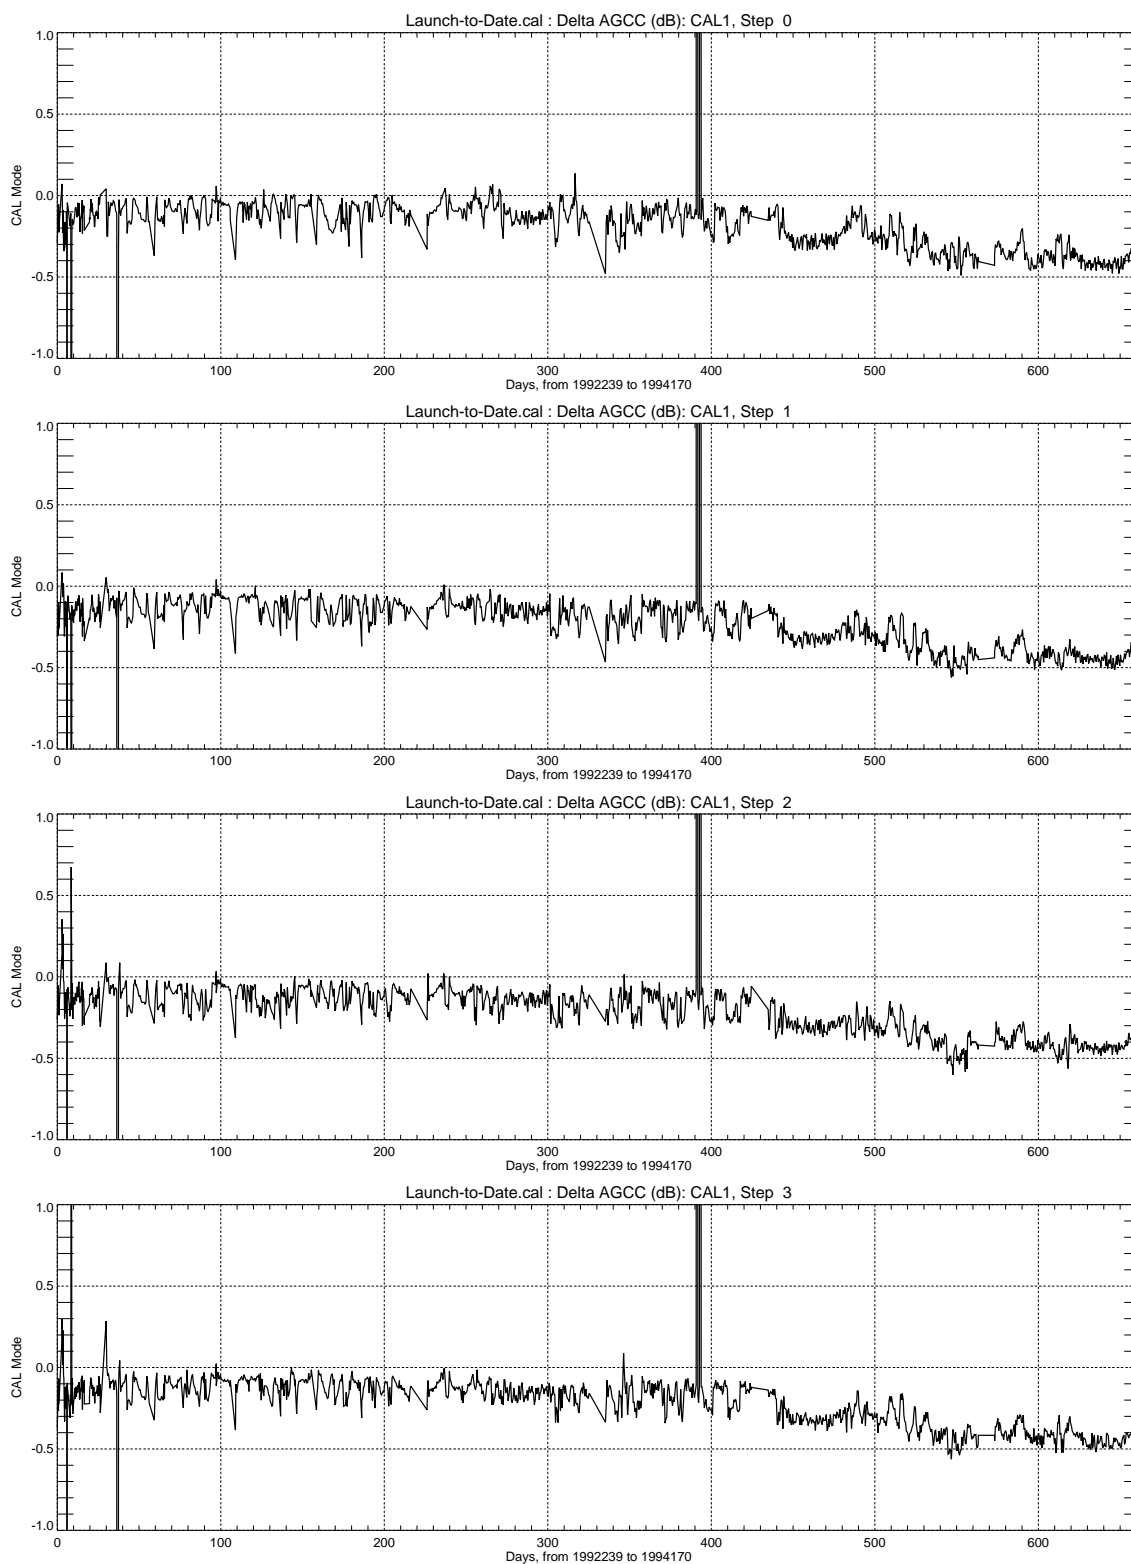 Launch-to-Date.cal : Delta AGCC (dB): CAL1, Step 0
1.0
0.5
0.0
-0.5
-1.0
CAL Mode
0 100 200 300 400 500 600
Days, from 1992239 to 1994170
Launch-to-Date.cal : Delta AGCC (dB): CAL1, Step 1
1.0
0.5
0.0
-0.5
-1.0
CAL Mode
0 100 200 300 400 500 600
Days, from 1992239 to 1994170
Launch-to-Date.cal : Delta AGCC (dB): CAL1, Step 2
1.0
0.5
0.0
-0.5
-1.0
CAL Mode
0 100 200 300 400 500 600
Days, from 1992239 to 1994170
Launch-to-Date.cal : Delta AGCC (dB): CAL1, Step 3
1.0
0.5
0.0
-0.5
-1.0
CAL Mode
0 100 200 300 400 500 600
Days, from 1992239 to 1994170